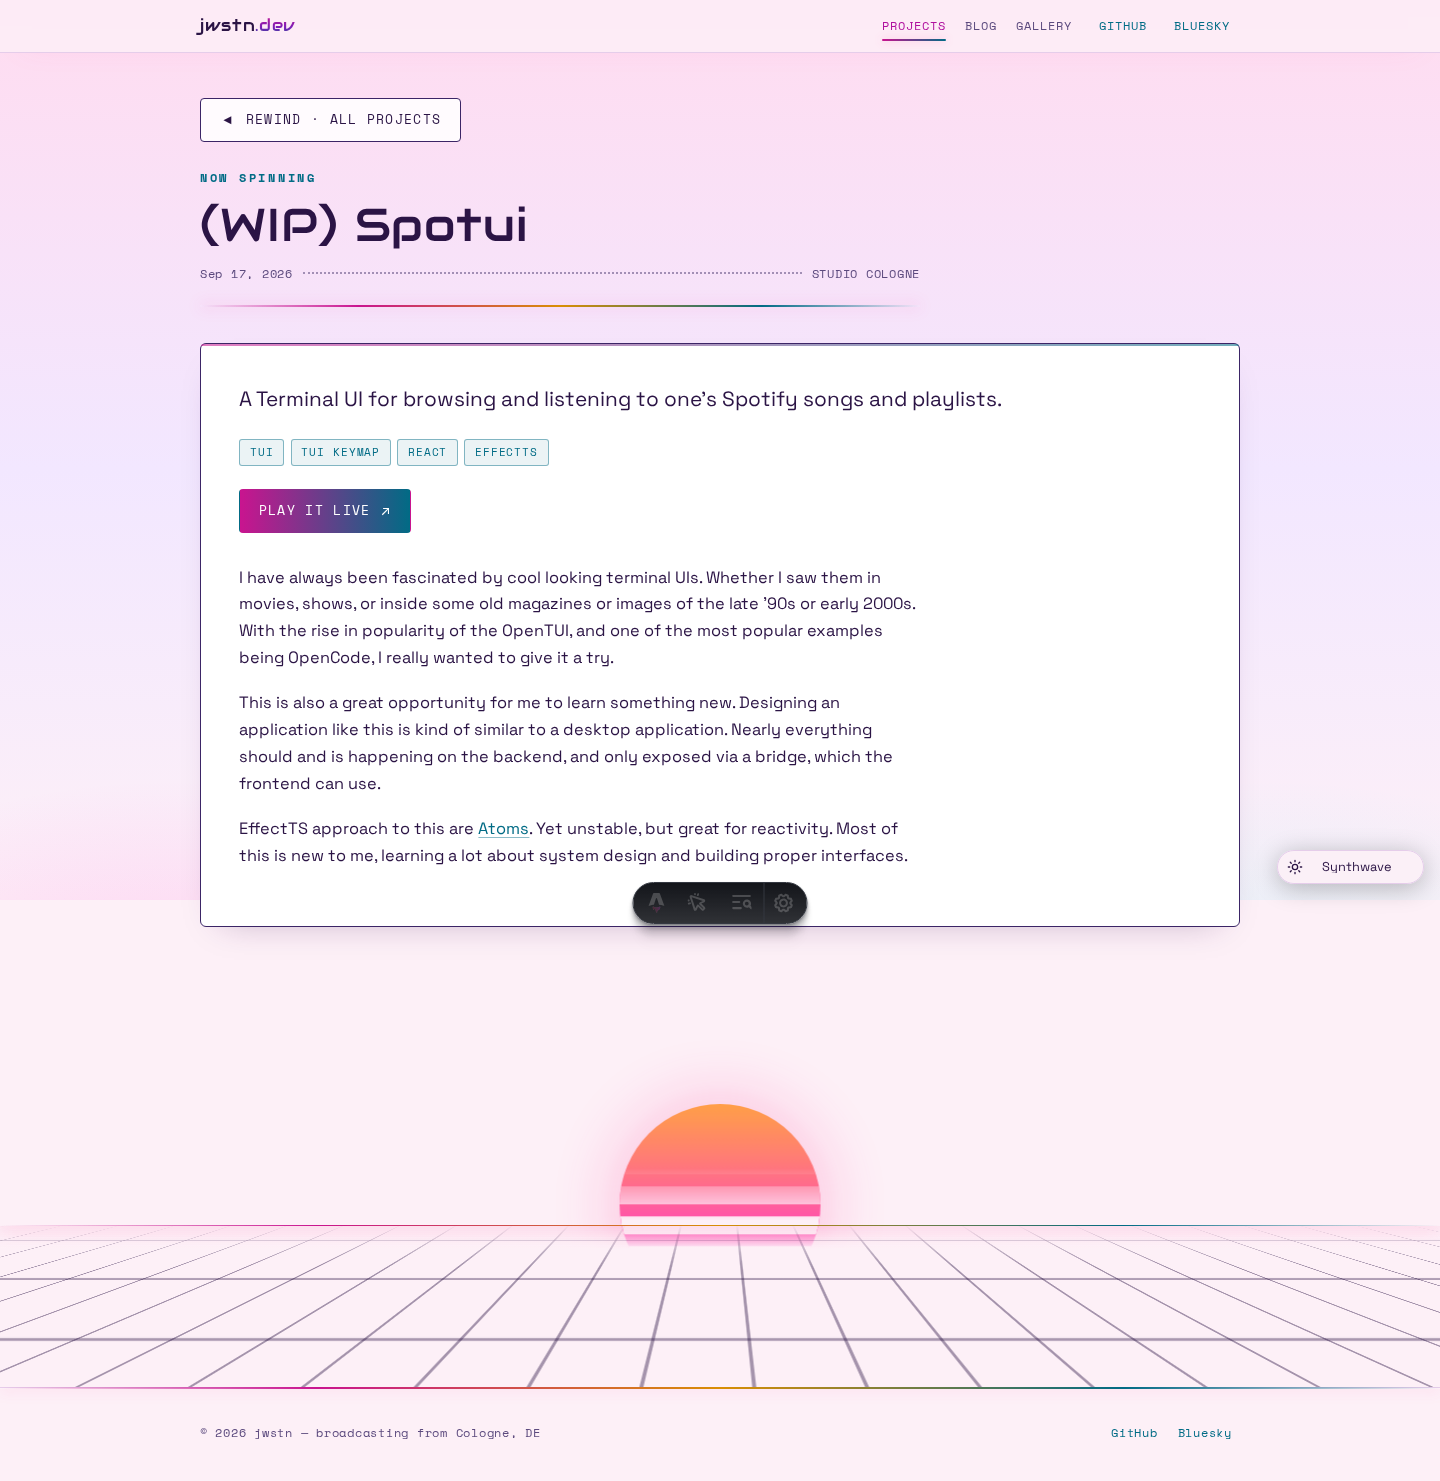 jwstn.dev
PROJECTS BLOG GALLERY GITHUB BLUESKY
◄ REWIND · ALL PROJECTS
NOW SPINNING
(WIP) Spotui
Sep 17, 2026 STUDIO COLOGNE
A Terminal UI for browsing and listening to one’s Spotify songs and playlists.
TUI TUI KEYMAP REACT EFFECTTS
PLAY IT LIVE ↗
I have always been fascinated by cool looking terminal UIs. Whether I saw them in
movies, shows, or inside some old magazines or images of the late ’90s or early 2000s.
With the rise in popularity of the OpenTUI, and one of the most popular examples
being OpenCode, I really wanted to give it a try.
This is also a great opportunity for me to learn something new. Designing an
application like this is kind of similar to a desktop application. Nearly everything
should and is happening on the backend, and only exposed via a bridge, which the
frontend can use.
EffectTS approach to this are Atoms. Yet unstable, but great for reactivity. Most of
this is new to me, learning a lot about system design and building proper interfaces.
Synthwave
© 2026 jwstn — broadcasting from Cologne, DE
GitHub Bluesky